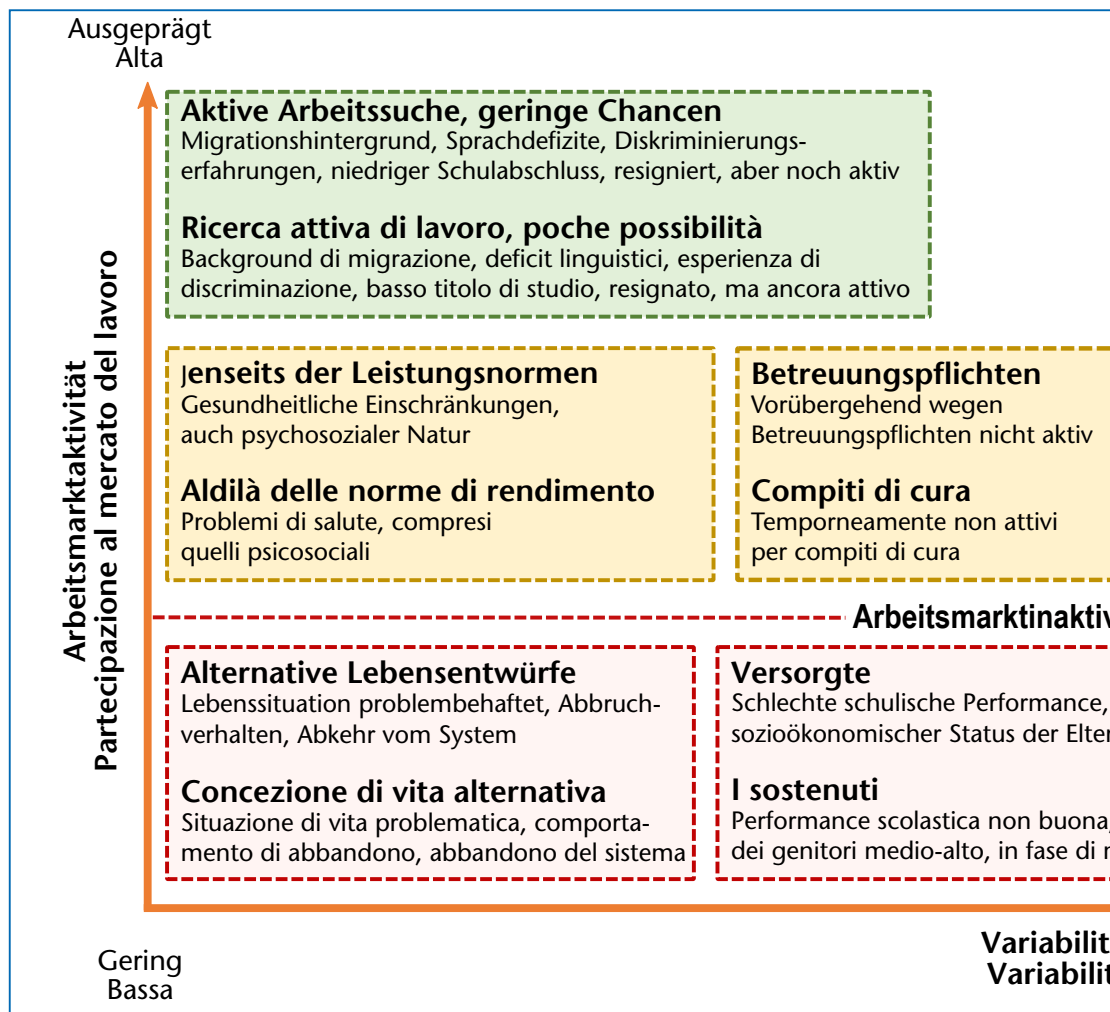 Ausgeprägt
Alta
Aktive Arbeitssuche, geringe Chancen
Migrationshintergrund, Sprachdefizite, Diskriminierungs-
erfahrungen, niedriger Schulabschluss, resigniert, aber noch aktiv
Ricerca attiva di lavoro, poche possibilità
Background di migrazione, deficit linguistici, esperienza di
discriminazione, basso titolo di studio, resignato, ma ancora attivo
Arbeitsmarktaktivität
Partecipazione al mercato del lavoro
Jenseits der Leistungsnormen
Gesundheitliche Einschränkungen,
auch psychosozialer Natur
Aldilà delle norme di rendimento
Problemi di salute, compresi
quelli psicosociali
Betreuungspflichten
Vorübergehend wegen
Betreuungspflichten nicht aktiv
Compiti di cura
Temporneamente non attivi
per compiti di cura
Arbeitsmarktinaktiv
Alternative Lebensentwürfe
Lebenssituation problembehaftet, Abbruch-
verhalten, Abkehr vom System
Concezione di vita alternativa
Situazione di vita problematica, comporta-
mento di abbandono, abbandono del sistema
Versorgte
Schlechte schulische Performance,
sozioökonomischer Status der Elter
I sostenuti
Performance scolastica non buona,
dei genitori medio-alto, in fase di
Gering
Bassa
Variabilit
Variabilit